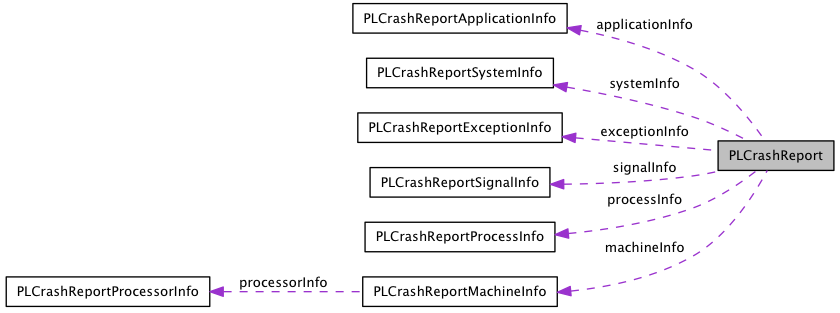 PLCrashReportApplicationInfo
applicationInfo
PLCrashReportSystemInfo
systemInfo
PLCrashReportExceptionInfo
exceptionInfo
PLCrashReport
PLCrashReportSignalInfo
signalInfo
PLCrashReportProcessInfo
processInfo
machineInfo
PLCrashReportProcessorInfo
processorInfo
PLCrashReportMachineInfo